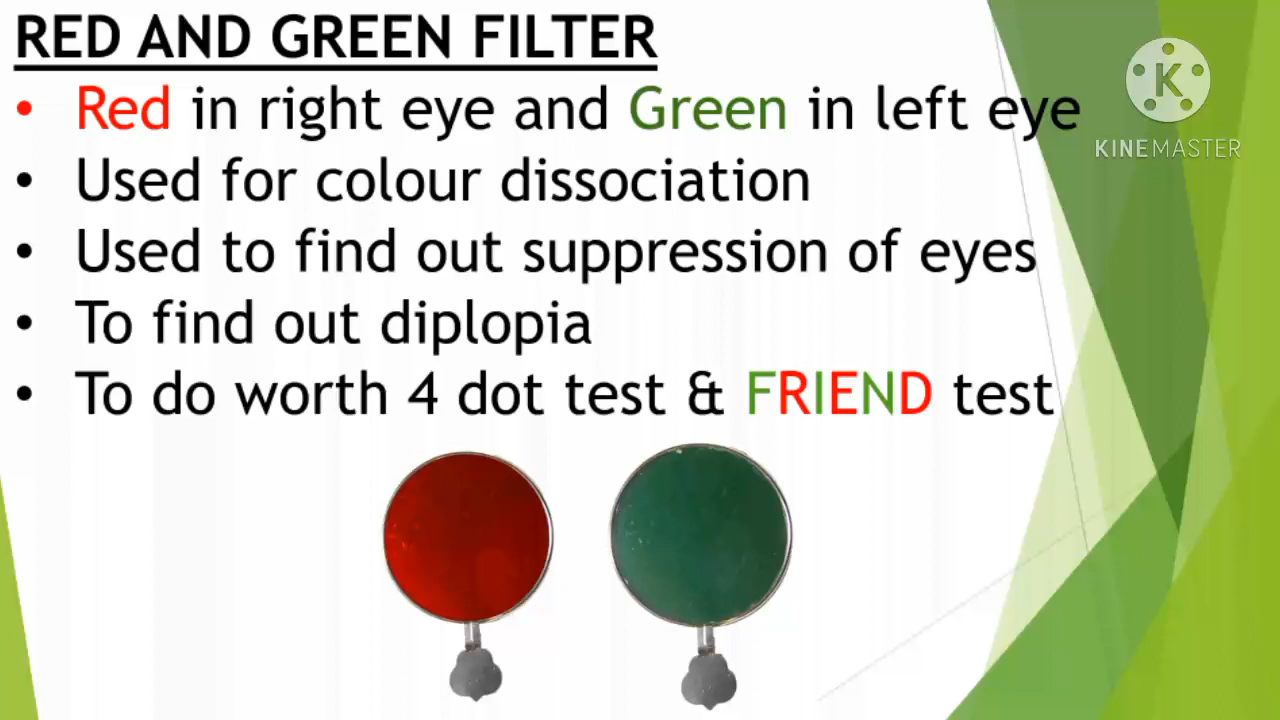 RED AND GREEN FILTER
• Red in right eye and Green in left eye
• Used for colour dissociation
• Used to find out suppression of eyes
• To find out diplopia
• To do worth 4 dot test & FRIEND test
K
KINEMASTER